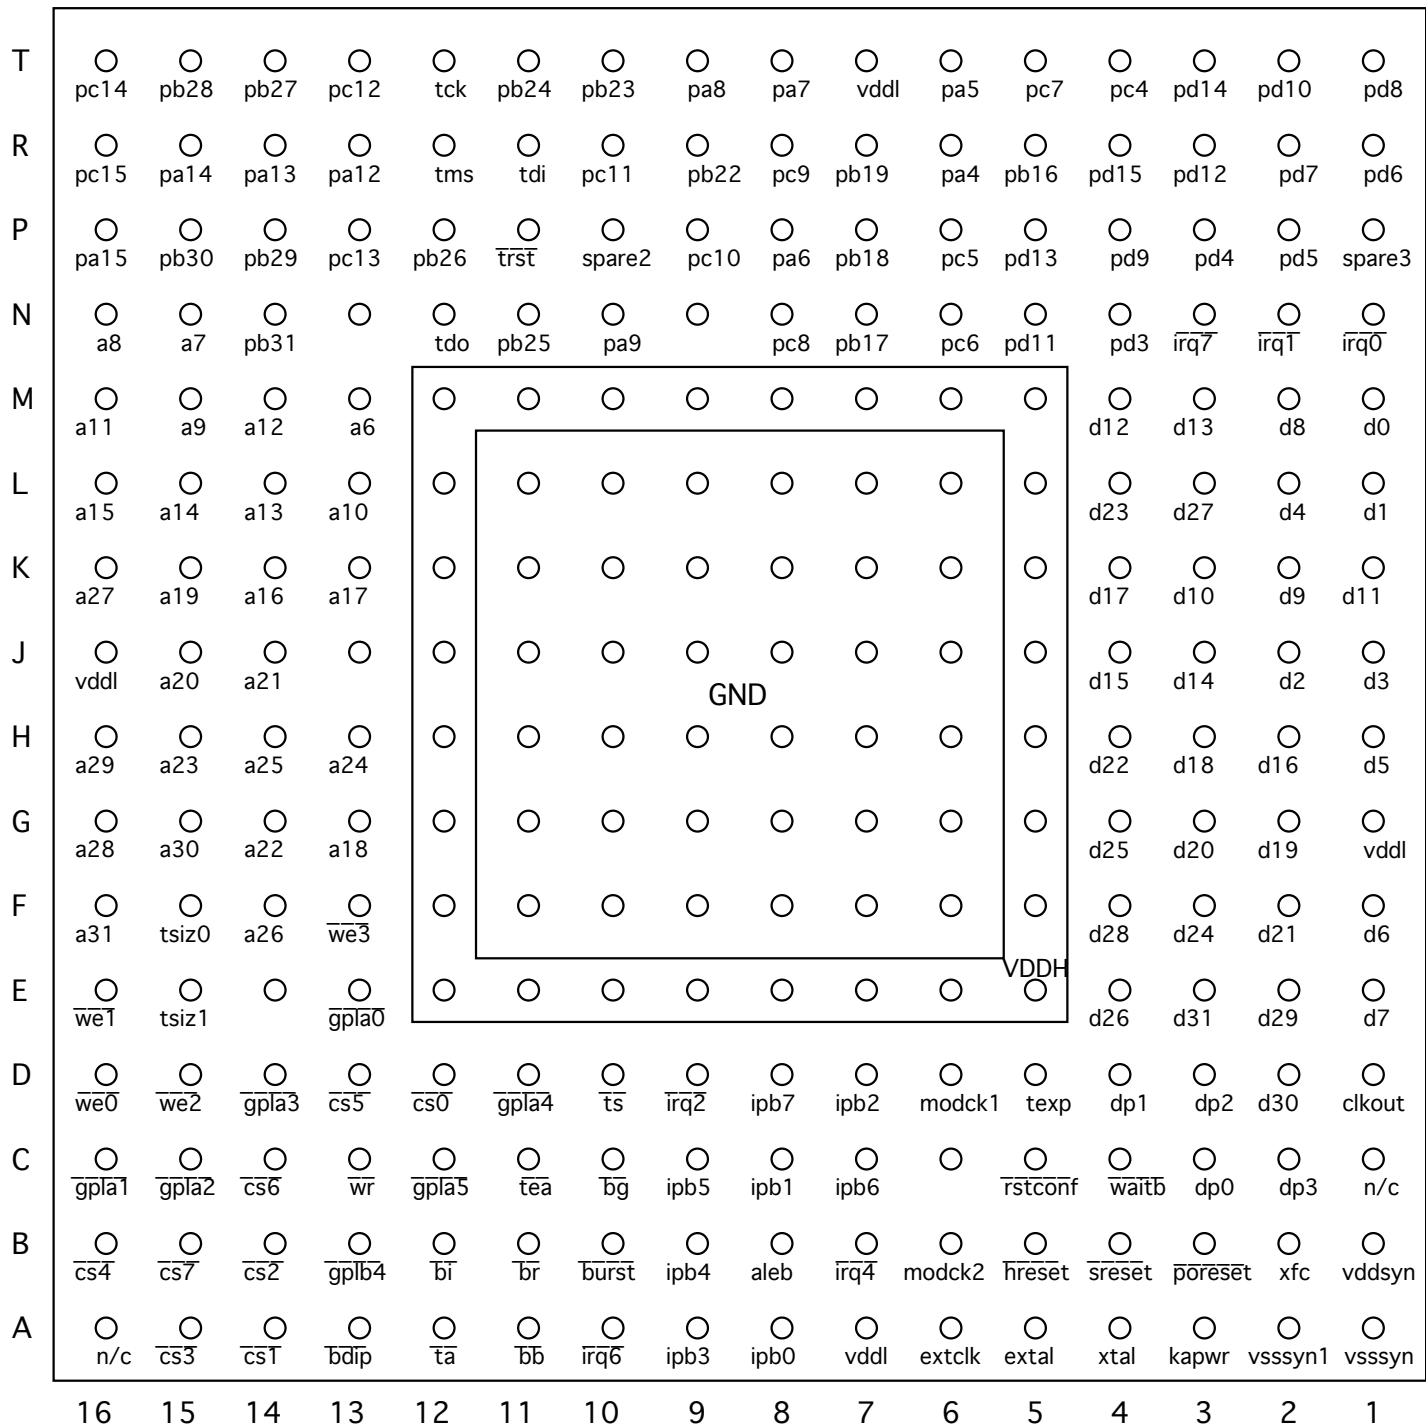 T
pc14 pb28 pb27 pc12 tck pb24 pb23 pa8 pa7 vddl pa5 pc7 pc4 pd14 pd10 pd8
R
pc15 pa14 pa13 pa12 tms tdi pc11 pb22 pc9 pb19 pa4 pb16 pd15 pd12 pd7 pd6
P
pa15 pb30 pb29 pc13 pb26 trst spare2 pc10 pa6 pb18 pc5 pd13 pd9 pd4 pd5 spare3
N
a8 a7 pb31 tdo pb25 pa9 pc8 pb17 pc6 pd11 pd3 irq7 irq1 irq0
M
a11 a9 a12 a6 d12 d13 d8 d0
L
a15 a14 a13 a10 d23 d27 d4 d1
K
a27 a19 a16 a17 d17 d10 d9 d11
J
vddl a20 a21 d15 d14 d2 d3
GND
H
a29 a23 a25 a24 d22 d18 d16 d5
G
a28 a30 a22 a18 d25 d20 d19 vddl
F
a31 tsiz0 a26 we3 d28 d24 d21 d6
VDDH
E
we1 tsiz1 gpla0 d26 d31 d29 d7
D
we0 we2 gpla3 cs5 cs0 gpla4 ts irq2 ipb7 ipb2 modck1 texp dp1 dp2 d30 clkout
C
gpla1 gpla2 cs6 wr gpla5 tea bg ipb5 ipb1 ipb6 rstconf waitb dp0 dp3 n/c
B
cs4 cs7 cs2 gplb4 bi br burst ipb4 aleb irq4 modck2 hreset sreset poreset xfc vddsyn
A
n/c cs3 cs1 bdip ta bb irq6 ipb3 ipb0 vddl extclk extal xtal kapwr vsssyn1 vsssyn
16 15 14 13 12 11 10 9 8 7 6 5 4 3 2 1